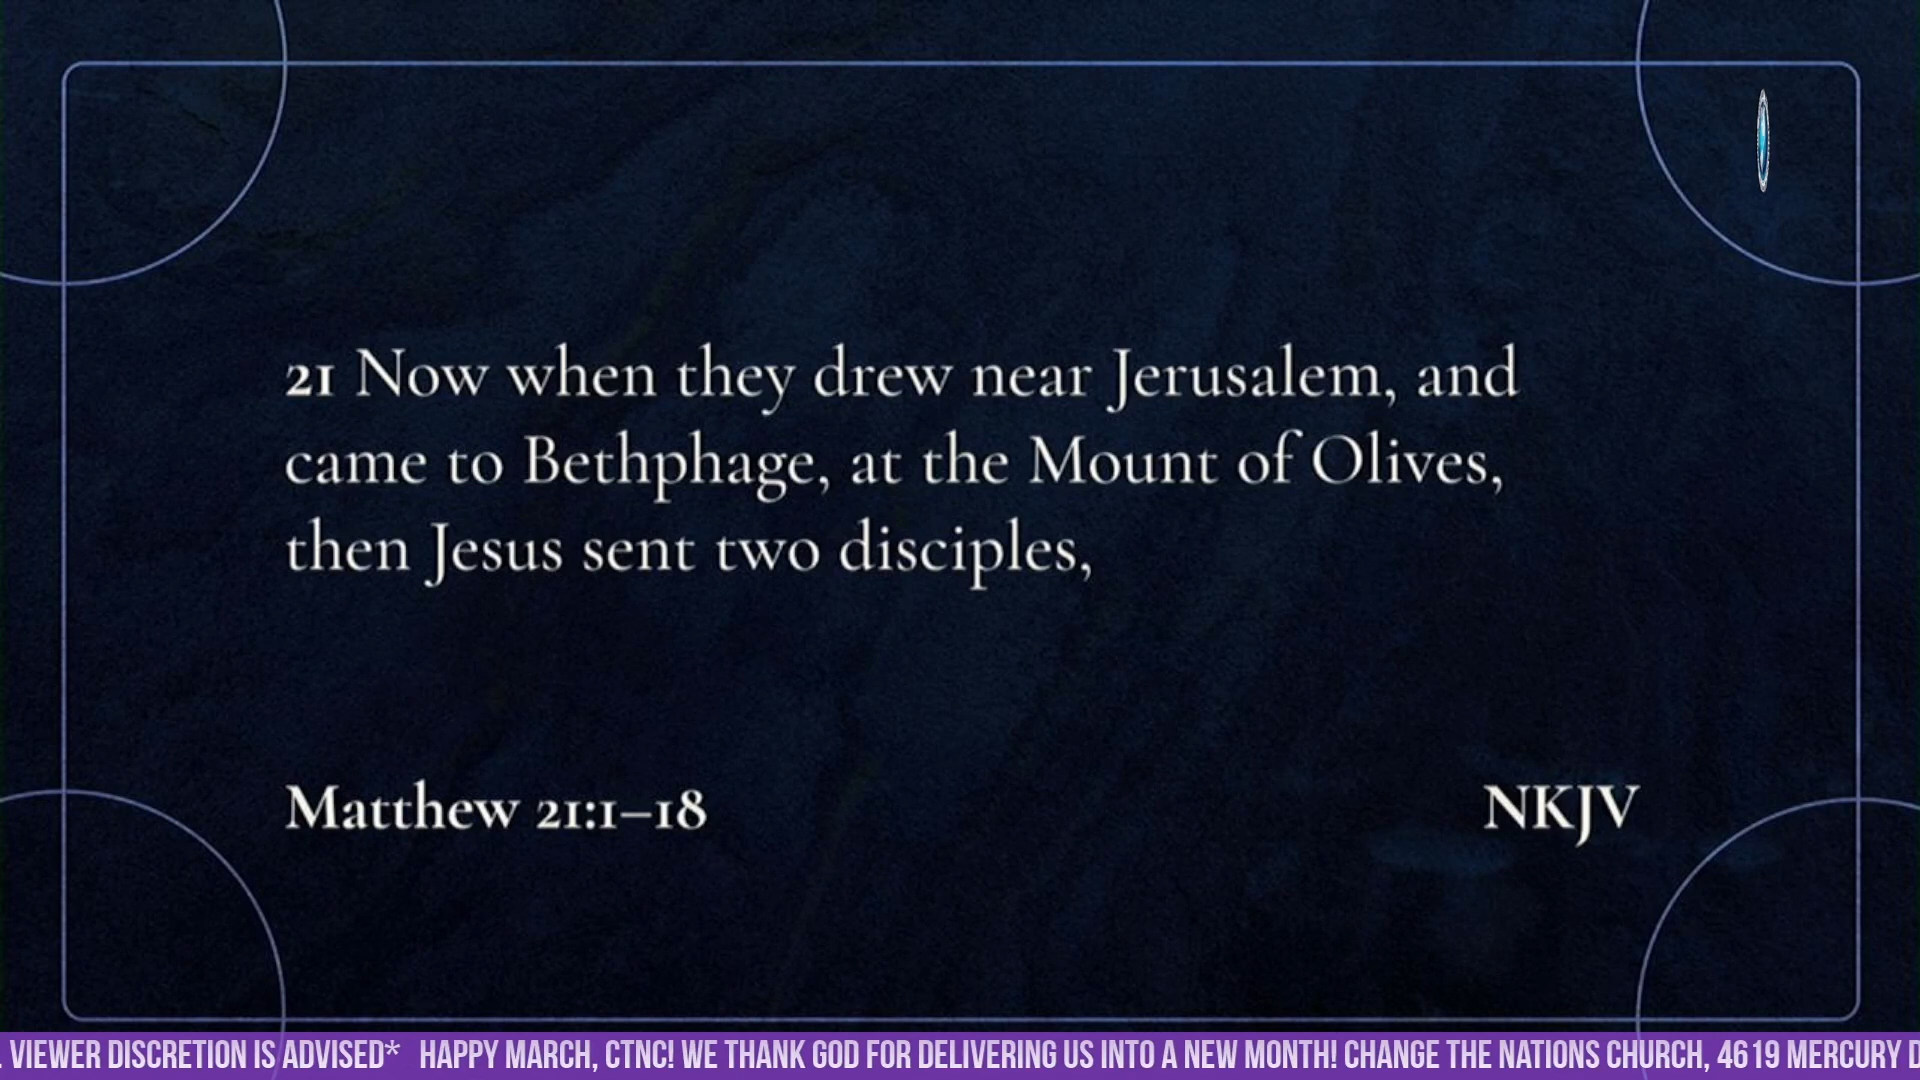 21 Now when they drew near Jerusalem, and
came to Bethphage, at the Mount of Olives,
then Jesus sent two disciples,
Matthew 21:1–18
NKJV
. VIEWER DISCRETION IS ADVISED* HAPPY MARCH, CTNC! WE THANK GOD FOR DELIVERING US INTO A NEW MONTH! CHANGE THE NATIONS CHURCH, 4619 MERCURY